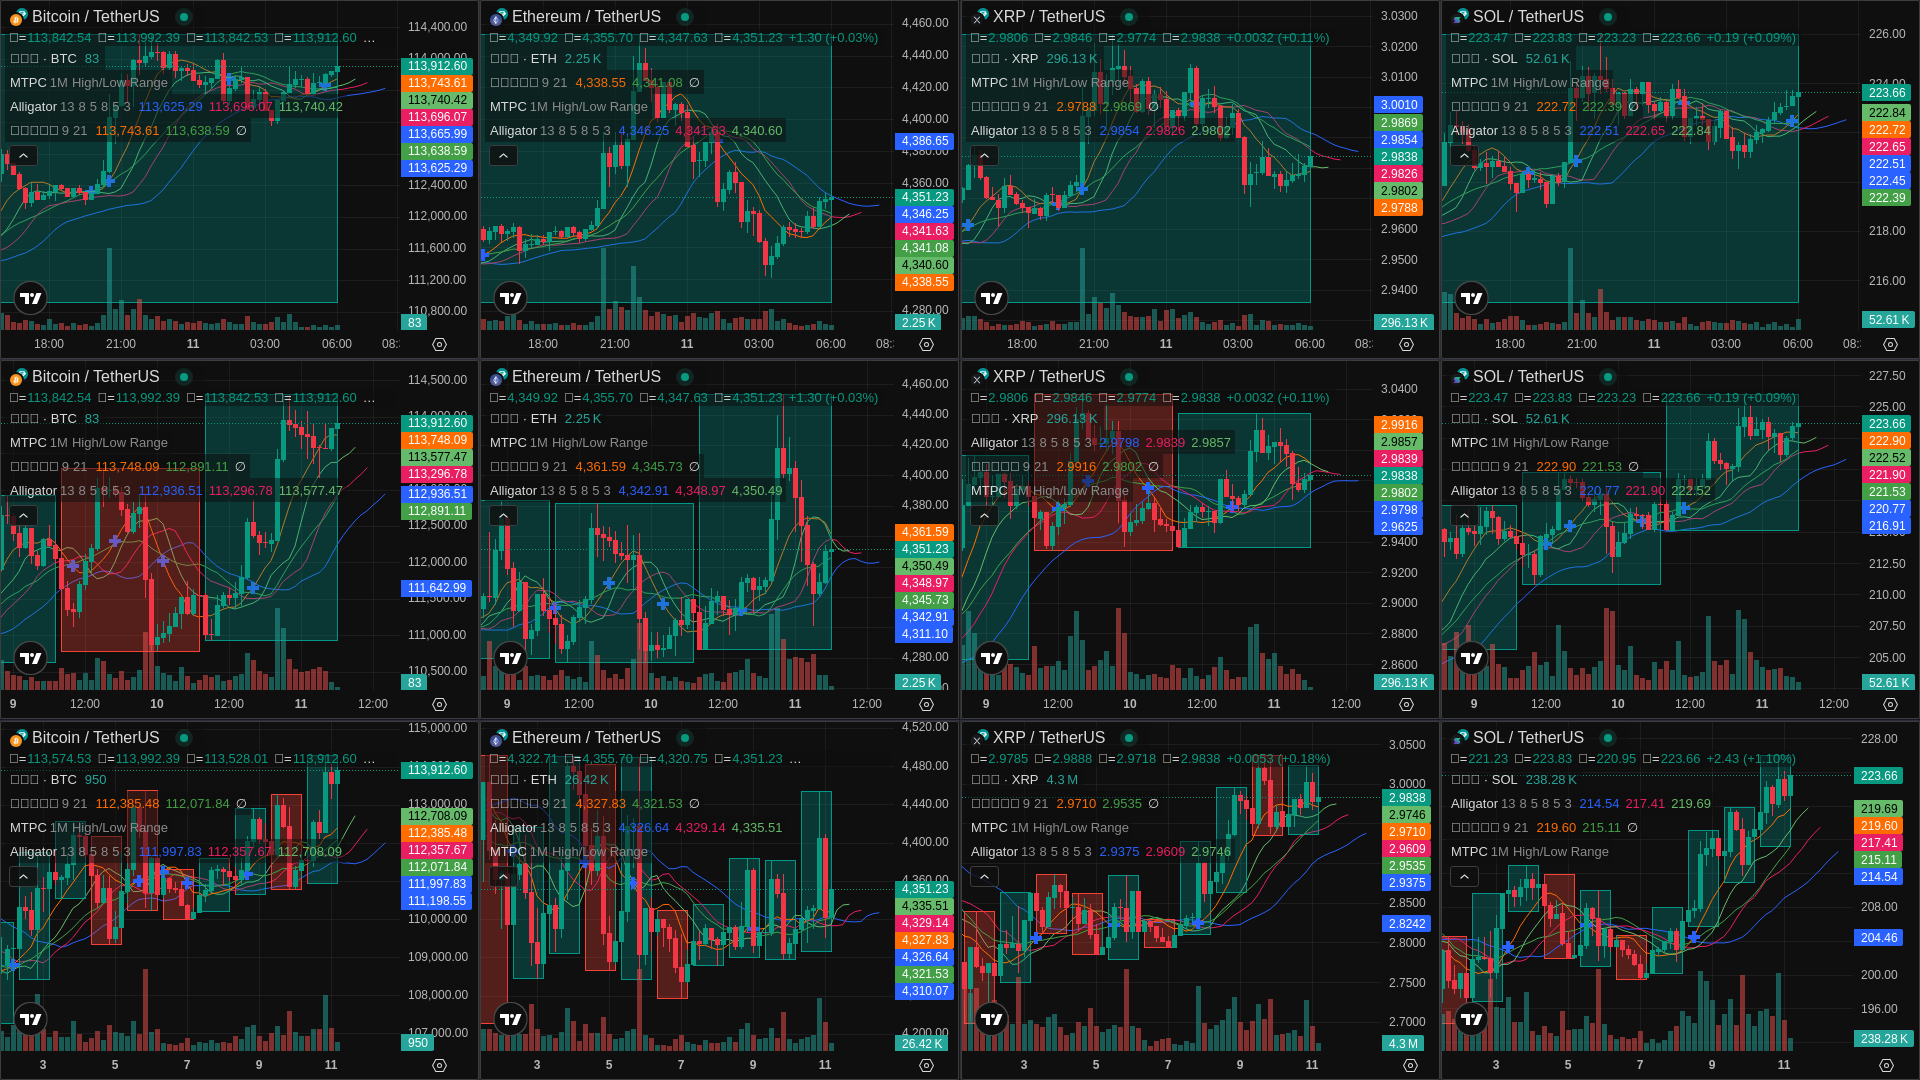 Bitcoin / TetherUS
=113,842.54 =113,992.39 =113,842.53 =113,912.60 ...
· BTC 83
MTPC 1M High/Low Range
Alligator 13 8 5 8 5 3 113,625.29 113,696.07 113,740.42
9 21 113,743.61 113,638.59 ∅
114,400.00
114,000.00
113,912.60
113,743.61
113,740.42
113,696.07
113,665.99
113,638.59
113,625.29
112,400.00
112,000.00
111,600.00
111,200.00
110,800.00
83
18:00 21:00 11 03:00 06:00
Ethereum / TetherUS
=4,349.92 =4,355.70 =4,347.63 =4,351.23 +1.30 (+0.03%)
· ETH 2.25 K
9 21 4,338.55 4,341.08 ∅
MTPC 1M High/Low Range
Alligator 13 8 5 8 5 3 4,346.25 4,341.63 4,340.60
4,460.00
4,440.00
4,420.00
4,400.00
4,386.65
4,380.00
4,360.00
4,351.23
4,346.25
4,341.63
4,341.08
4,340.60
4,338.55
4,280.00
2.25 K
18:00 21:00 11 03:00 06:00
XRP / TetherUS
=2.9806 =2.9846 =2.9774 =2.9838 +0.0032 (+0.11%)
· XRP 296.13 K
MTPC 1M High/Low Range
9 21 2.9788 2.9869 ∅
Alligator 13 8 5 8 5 3 2.9854 2.9826 2.9802
3.0300
3.0200
3.0100
3.0010
2.9869
2.9854
2.9838
2.9826
2.9802
2.9788
2.9600
2.9500
2.9400
296.13 K
18:00 21:00 11 03:00 06:00
SOL / TetherUS
=223.47 =223.83 =223.23 =223.66 +0.19 (+0.09%)
· SOL 52.61 K
MTPC 1M High/Low Range
9 21 222.72 222.39 ∅
Alligator 13 8 5 8 5 3 222.51 222.65 222.84
226.00
224.00
223.66
222.84
222.72
222.65
222.51
222.45
222.39
218.00
216.00
52.61 K
18:00 21:00 11 03:00 06:00
Bitcoin / TetherUS
=113,842.54 =113,992.39 =113,842.53 =113,912.60 ...
· BTC 83
MTPC 1M High/Low Range
9 21 113,748.09 112,891.11 ∅
Alligator 13 8 5 8 5 3 112,936.51 113,296.78 113,577.47
114,500.00
114,000.00
113,912.60
113,748.09
113,577.47
113,296.78
112,936.51
112,891.11
112,500.00
112,000.00
111,642.99
111,500.00
111,000.00
110,500.00
83
9 12:00 10 12:00 11 12:00
Ethereum / TetherUS
=4,349.92 =4,355.70 =4,347.63 =4,351.23 +1.30 (+0.03%)
· ETH 2.25 K
MTPC 1M High/Low Range
9 21 4,361.59 4,345.73 ∅
Alligator 13 8 5 8 5 3 4,342.91 4,348.97 4,350.49
4,460.00
4,440.00
4,420.00
4,400.00
4,380.00
4,361.59
4,351.23
4,350.49
4,348.97
4,345.73
4,342.91
4,311.10
4,280.00
2.25 K
9 12:00 10 12:00 11 12:00
XRP / TetherUS
=2.9806 =2.9846 =2.9774 =2.9838 +0.0032 (+0.11%)
· XRP 296.13 K
Alligator 13 8 5 8 5 3 2.9798 2.9839 2.9857
9 21 2.9916 2.9802 ∅
MTPC 1M High/Low Range
3.0400
2.9916
2.9857
2.9839
2.9838
2.9802
2.9798
2.9625
2.9400
2.9200
2.9000
2.8800
2.8600
296.13 K
9 12:00 10 12:00 11 12:00
SOL / TetherUS
=223.47 =223.83 =223.23 =223.66 +0.19 (+0.09%)
· SOL 52.61 K
MTPC 1M High/Low Range
9 21 222.90 221.53 ∅
Alligator 13 8 5 8 5 3 220.77 221.90 222.52
227.50
225.00
223.66
222.90
222.52
221.90
221.53
220.77
216.91
212.50
210.00
207.50
205.00
52.61 K
9 12:00 10 12:00 11 12:00
Bitcoin / TetherUS
=113,574.53 =113,992.39 =113,528.01 =113,912.60 ...
· BTC 950
9 21 112,385.48 112,071.84 ∅
MTPC 1M High/Low Range
Alligator 13 8 5 8 5 3 111,997.83 112,357.67 112,708.09
115,000.00
113,912.60
113,000.00
112,708.09
112,385.48
112,357.67
112,071.84
111,997.83
111,198.55
110,000.00
109,000.00
108,000.00
107,000.00
950
3 5 7 9 11
Ethereum / TetherUS
=4,322.71 =4,355.70 =4,320.75 =4,351.23 ...
· ETH 26.42 K
9 21 4,327.83 4,321.53 ∅
Alligator 13 8 5 8 5 3 4,326.64 4,329.14 4,335.51
MTPC 1M High/Low Range
4,520.00
4,480.00
4,440.00
4,400.00
4,360.00
4,351.23
4,335.51
4,329.14
4,327.83
4,326.64
4,321.53
4,310.07
4,200.00
26.42 K
3 5 7 9 11
XRP / TetherUS
=2.9785 =2.9888 =2.9718 =2.9838 +0.0053 (+0.18%)
· XRP 4.3 M
9 21 2.9710 2.9535 ∅
MTPC 1M High/Low Range
Alligator 13 8 5 8 5 3 2.9375 2.9609 2.9746
3.0500
3.0000
2.9838
2.9746
2.9710
2.9609
2.9535
2.9375
2.8500
2.8242
2.8000
2.7500
2.7000
4.3 M
3 5 7 9 11
SOL / TetherUS
=221.23 =223.83 =220.95 =223.66 +2.43 (+1.10%)
· SOL 238.28 K
Alligator 13 8 5 8 5 3 214.54 217.41 219.69
9 21 219.60 215.11 ∅
MTPC 1M High/Low Range
228.00
223.66
219.69
219.60
217.41
215.11
214.54
208.00
204.46
200.00
196.00
238.28 K
3 5 7 9 11